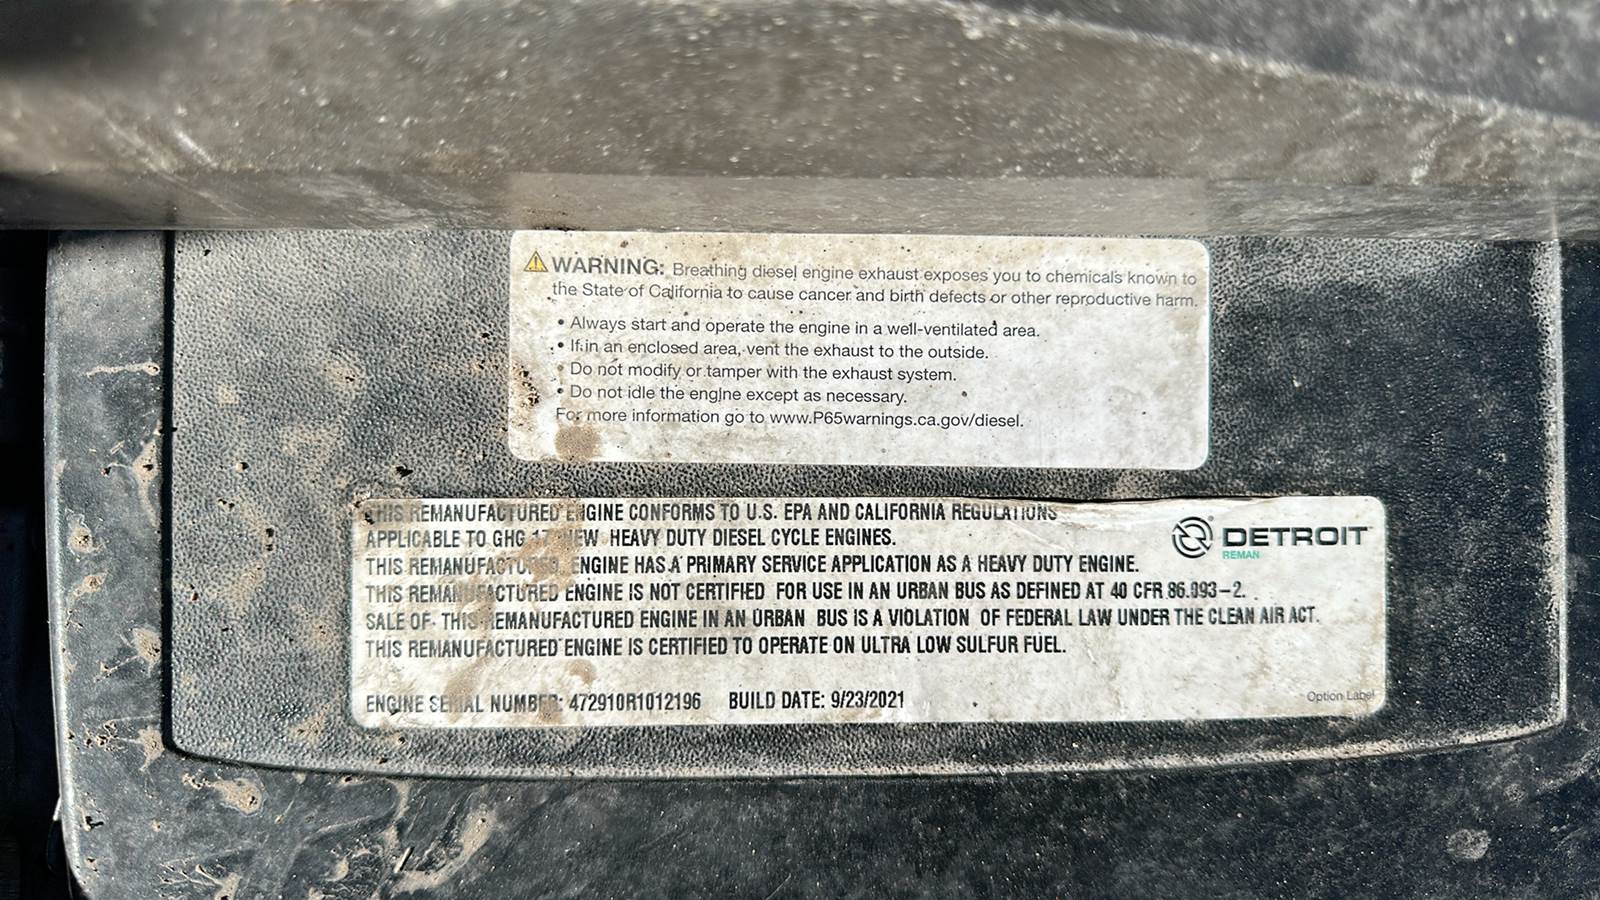 WARNING: Breathing diesel engine exhaust exposes you to chemicals known to
the State of California to cause cancer and birth defects or other reproductive harm.
• Always start and operate the engine in a well-ventilated area.
• If in an enclosed area, vent the exhaust to the outside.
• Do not modify or tamper with the exhaust system.
• Do not idle the engine except as necessary.
For more information go to www.P65warnings.ca.gov/diesel.
THIS REMANUFACTURED ENGINE CONFORMS TO U.S. EPA AND CALIFORNIA REGULATIONS
APPLICABLE TO GHG 17 NEW HEAVY DUTY DIESEL CYCLE ENGINES.
THIS REMANUFACTURED ENGINE HAS A PRIMARY SERVICE APPLICATION AS A HEAVY DUTY ENGINE.
THIS REMANUFACTURED ENGINE IS NOT CERTIFIED FOR USE IN AN URBAN BUS AS DEFINED AT 40 CFR 86.093-2.
SALE OF THIS REMANUFACTURED ENGINE IN AN URBAN BUS IS A VIOLATION OF FEDERAL LAW UNDER THE CLEAN AIR ACT.
THIS REMANUFACTURED ENGINE IS CERTIFIED TO OPERATE ON ULTRA LOW SULFUR FUEL.
DETROIT
REMAN
ENGINE SERIAL NUMBER: 472910R1012196 BUILD DATE: 9/23/2021
Option Label